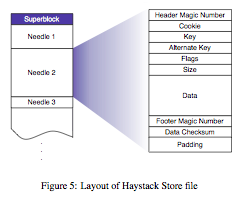 Superblock
Needle 1
Needle 2
Needle 3
Header Magic Number
Cookie
Key
Alternate Key
Flags
Size
Data
Footer Magic Number
Data Checksum
Padding
Figure 5: Layout of Haystack Store file